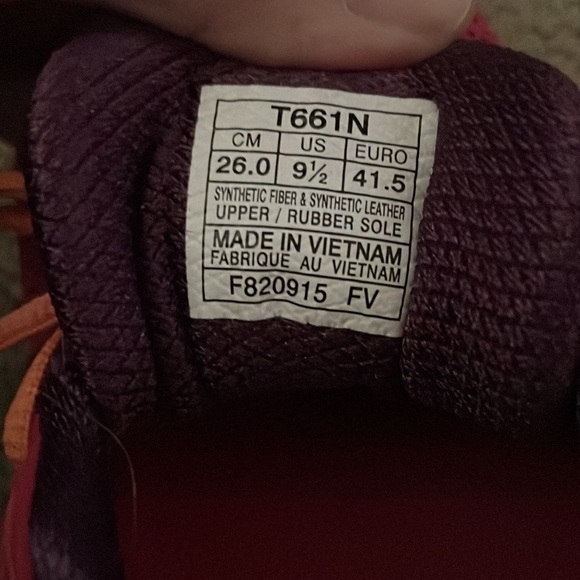 T661N
CM US EURO
26.0 9½ 41.5
SYNTHETIC FIBER & SYNTHETIC LEATHER
UPPER / RUBBER SOLE
MADE IN VIETNAM
FABRIQUE AU VIETNAM
F820915 FV